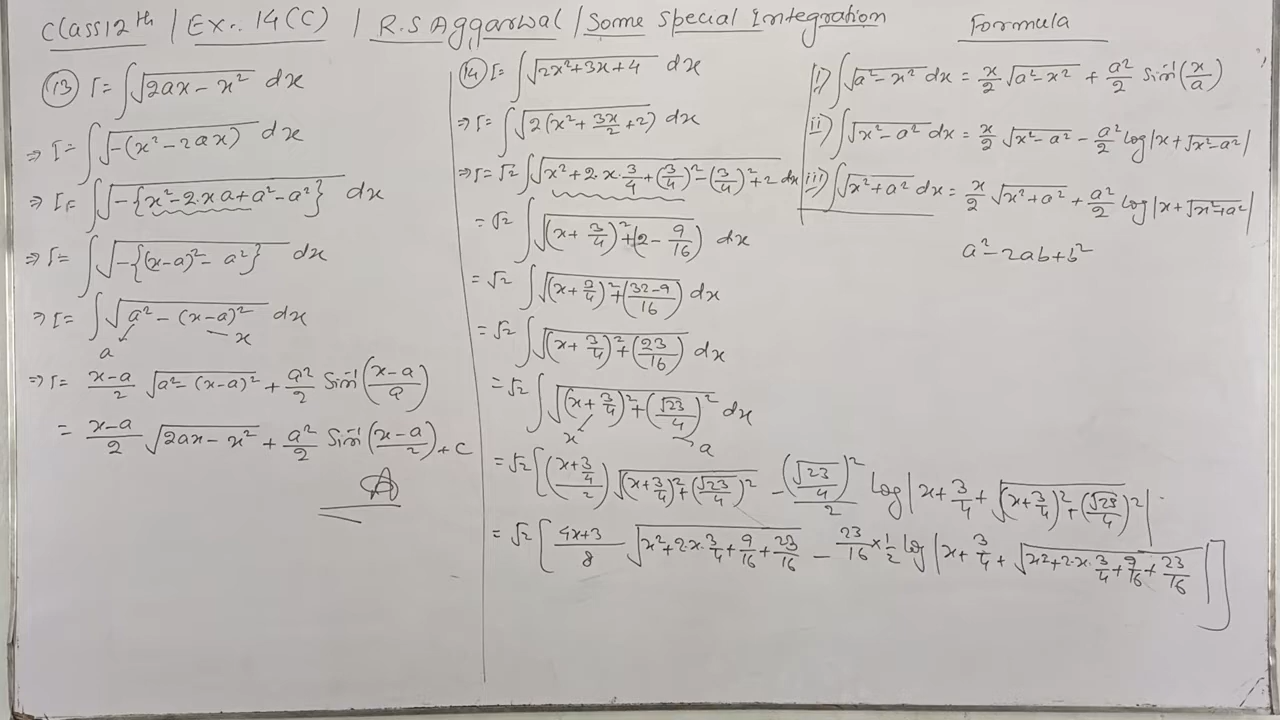 Class 12th / Ex:- 14(C) / R.S Aggarwal / Some Special Integration
Formula
(13) I = ∫√(2ax - x²) dx
⇒ I = ∫√(-(x² - 2ax)) dx
⇒ I = ∫√(-{x² - 2·xa + a² - a²}) dx
⇒ I = ∫√(-{(x-a)² - a²}) dx
⇒ I = ∫√(a² - (x-a)²) dx
a x
⇒ I = (x-a)/2 √(a² - (x-a)²) + a²/2 Sin⁻¹((x-a)/a)
= (x-a)/2 √(2ax - x²) + a²/2 Sin⁻¹((x-a)/2) + C
(14) I = ∫√(2x² + 3x + 4) dx
⇒ I = ∫√(2(x² + 3x/2 + 2)) dx
⇒ I = √2 ∫√(x² + 2·x·3/4 + (3/4)² - (3/4)² + 2) dx
= √2 ∫√((x + 3/4)² + (2 - 9/16)) dx
= √2 ∫√((x + 3/4)² + (32-9/16)) dx
= √2 ∫√((x + 3/4)² + (23/16)) dx
= √2 ∫√((x + 3/4)² + (√23/4)²) dx
x a
= √2 [((x + 3/4)/2) √((x + 3/4)² + (√23/4)²) - (√23/4)²/2 log|x + 3/4 + √((x + 3/4)² + (√23/4)²)|
= √2 [(4x+3)/8 √(x² + 2·x·3/4 + 9/16 + 23/16) - 23/16 × 1/2 log|x + 3/4 + √(x² + 2·x·3/4 + 9/16 + 23/16)|]
i) ∫√(a² - x²) dx = x/2 √(a² - x²) + a²/2 Sin⁻¹(x/a)
ii) ∫√(x² - a²) dx = x/2 √(x² - a²) - a²/2 log|x + √(x² - a²)|
iii) ∫√(x² + a²) dx = x/2 √(x² + a²) + a²/2 log|x + √(x² + a²)|
a² - 2ab + b²